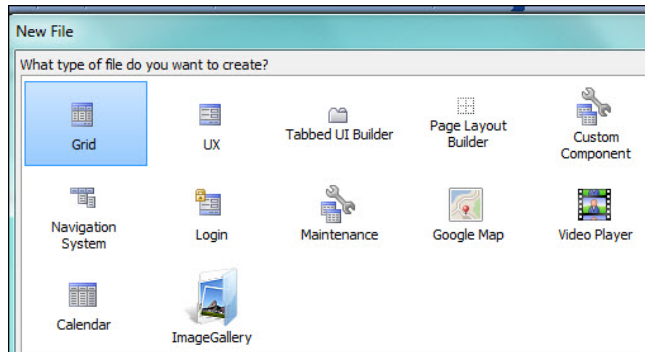 New File
What type of file do you want to create?
Grid
UX
Tabbed UI Builder
Page Layout
Builder
Custom
Component
Navigation
System
Login
Maintenance
Google Map
Video Player
Calendar
ImageGallery